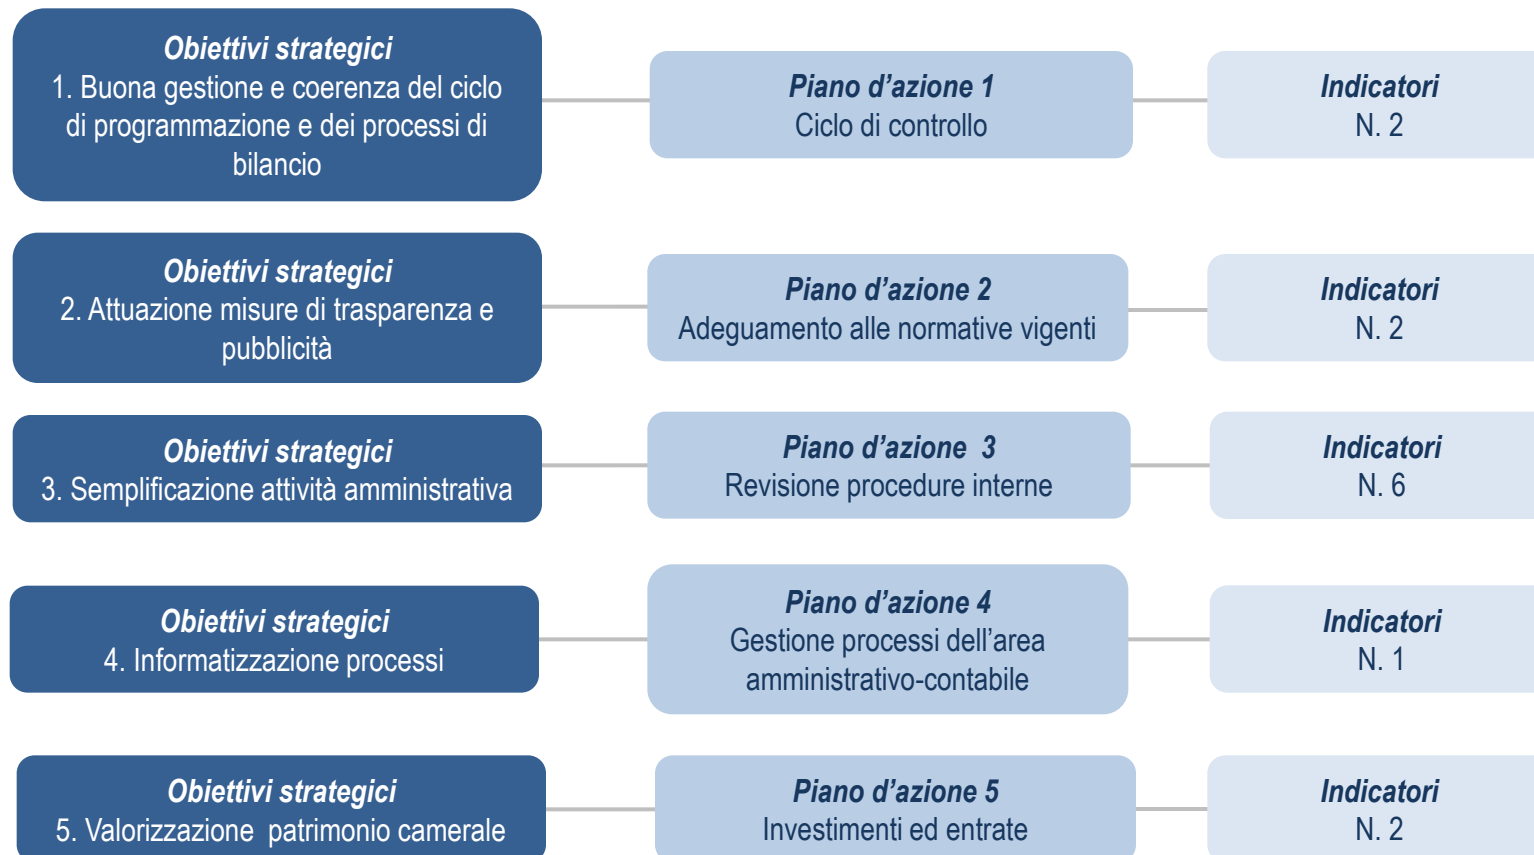 Obiettivi strategici
1. Buona gestione e coerenza del ciclo
di programmazione e dei processi di
bilancio
Piano d’azione 1
Ciclo di controllo
Indicatori
N. 2
Obiettivi strategici
2. Attuazione misure di trasparenza e
pubblicità
Piano d’azione 2
Adeguamento alle normative vigenti
Indicatori
N. 2
Obiettivi strategici
3. Semplificazione attività amministrativa
Piano d’azione 3
Revisione procedure interne
Indicatori
N. 6
Obiettivi strategici
4. Informatizzazione processi
Piano d’azione 4
Gestione processi dell’area
amministrativo-contabile
Indicatori
N. 1
Obiettivi strategici
5. Valorizzazione patrimonio camerale
Piano d’azione 5
Investimenti ed entrate
Indicatori
N. 2